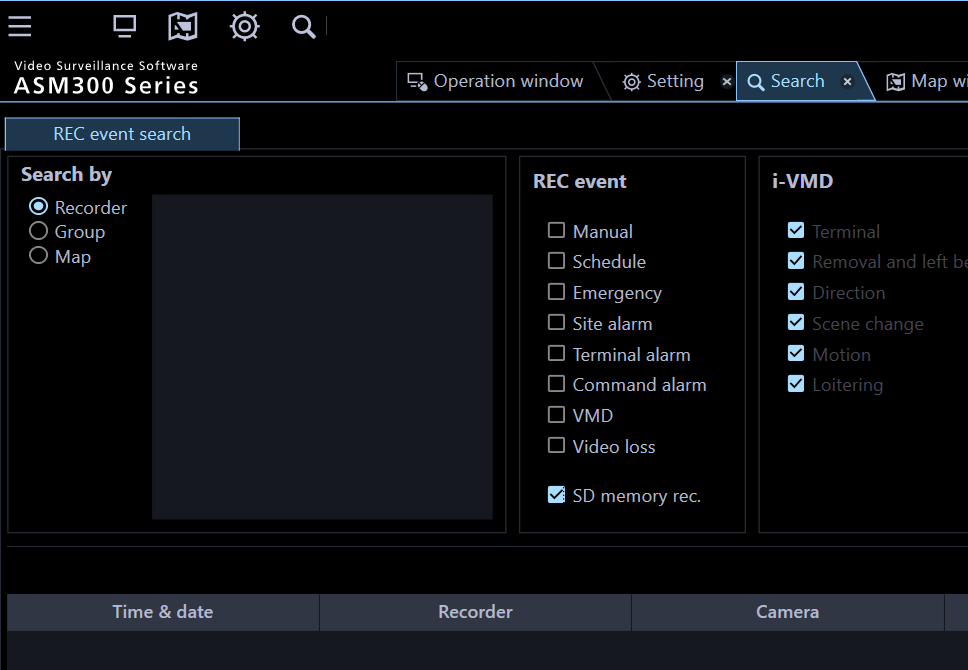 Video Surveillance Software
ASM300 Series
Operation window
Setting
Search
Map wi
REC event search
Search by
Recorder
Group
Map
REC event
Manual
Schedule
Emergency
Site alarm
Terminal alarm
Command alarm
VMD
Video loss
SD memory rec.
i-VMD
Terminal
Removal and left be
Direction
Scene change
Motion
Loitering
Time & date
Recorder
Camera